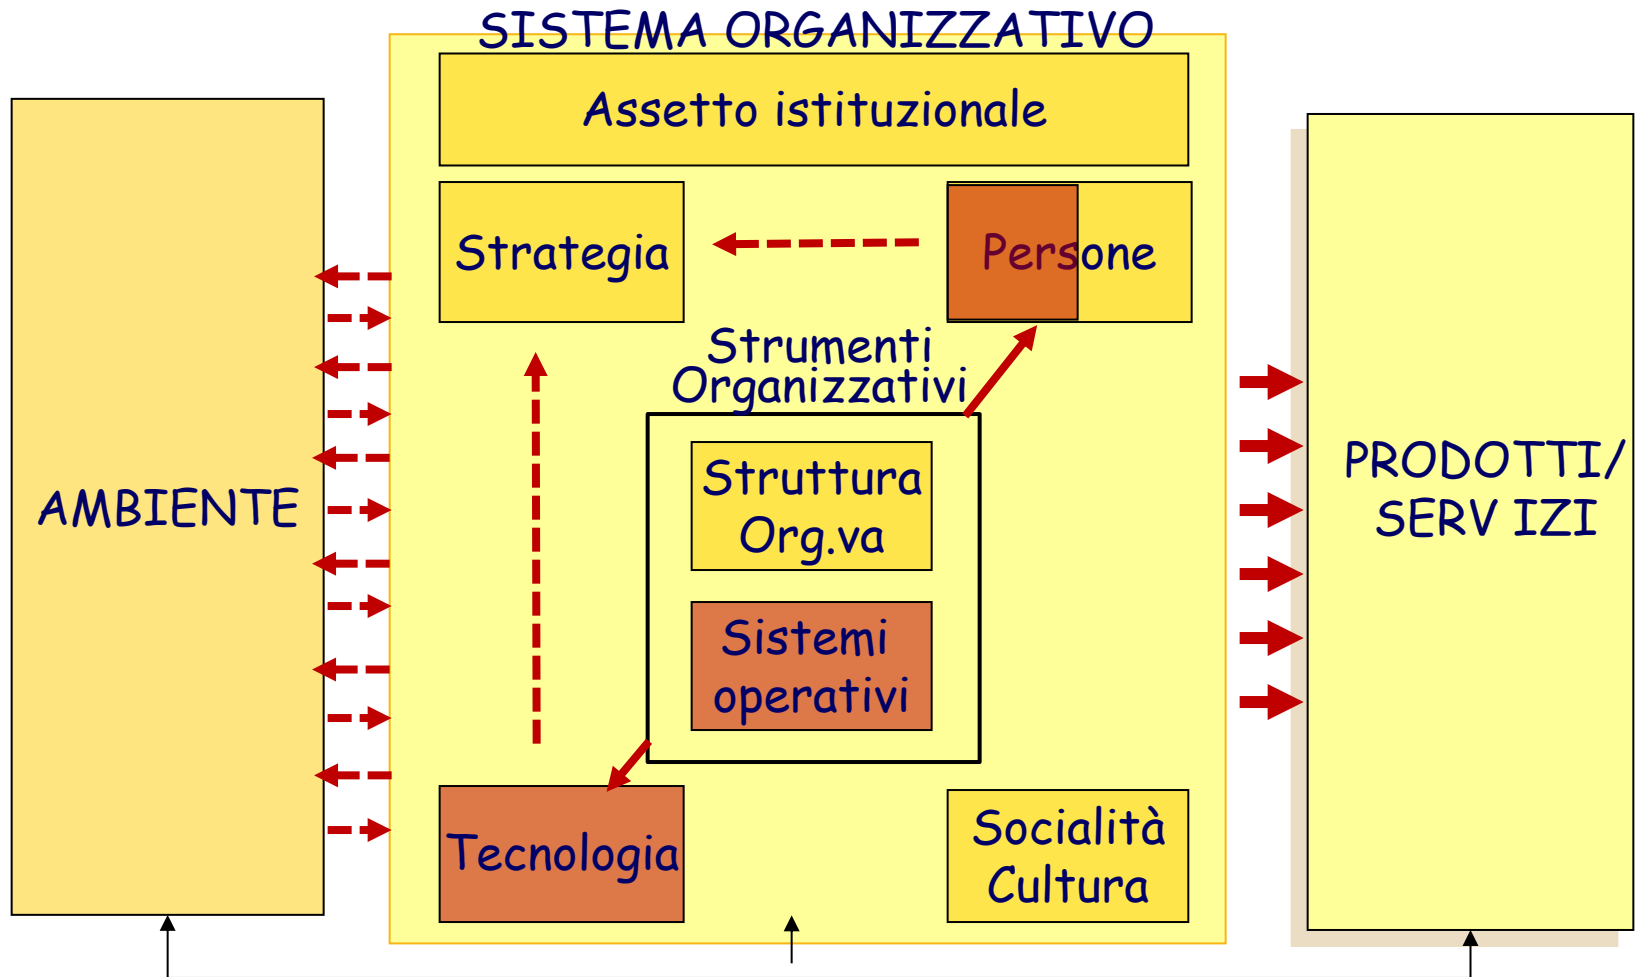 SISTEMA ORGANIZZATIVO
Assetto istituzionale
Strategia
Persone
Strumenti
Organizzativi
Struttura
Org.va
Sistemi
operativi
Tecnologia
Socialità
Cultura
AMBIENTE
PRODOTTI/
SERV IZI